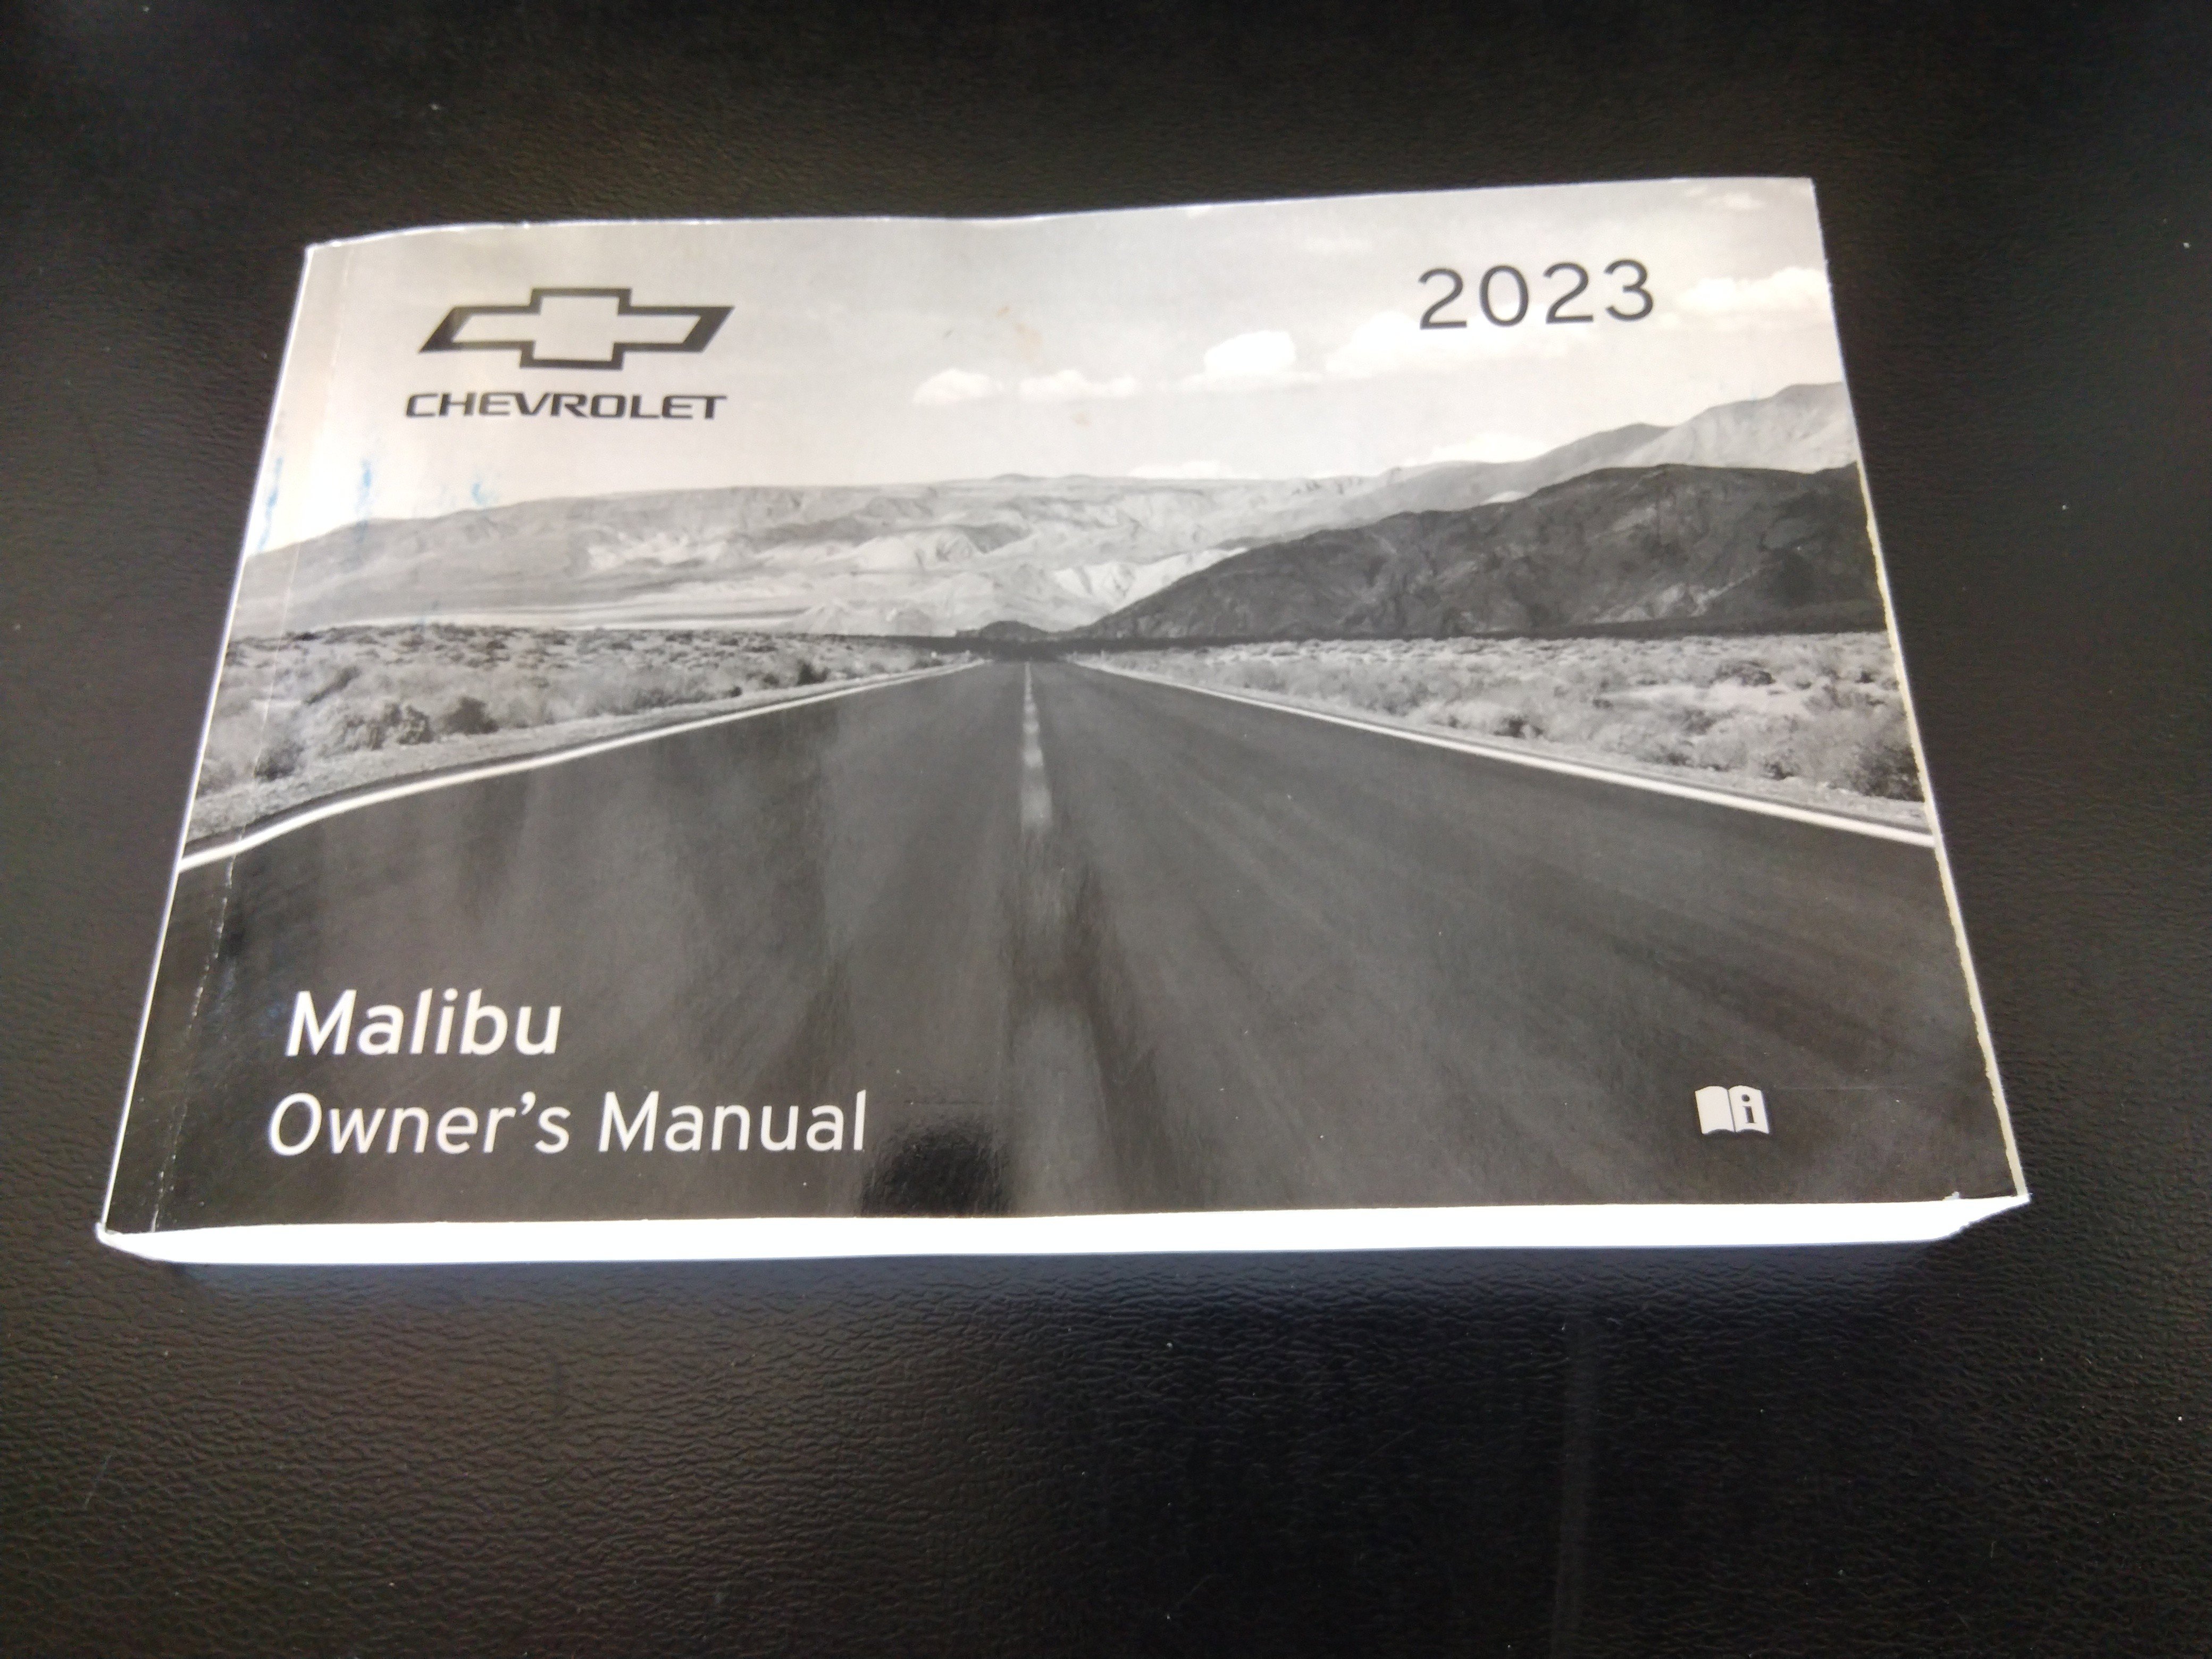 CHEVROLET
2023
Malibu
Owner's Manual